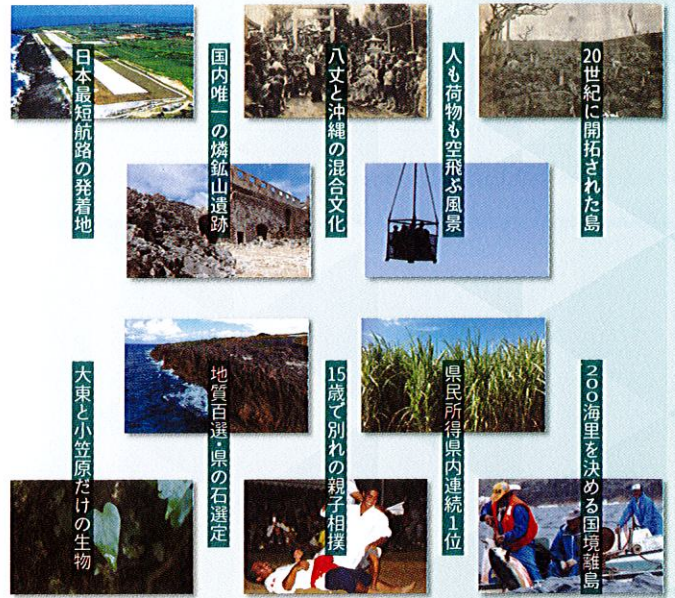 20世紀に開拓された島
人も荷物も空飛ぶ風景
八丈と沖縄の混合文化
国内唯一の燐鉱山遺跡
日本最短航路の発着地
200海里を決める国境離島
県民所得県内連続1位
15歳で別れの親子相撲
地質百選・県の石選定
大東と小笠原だけの生物